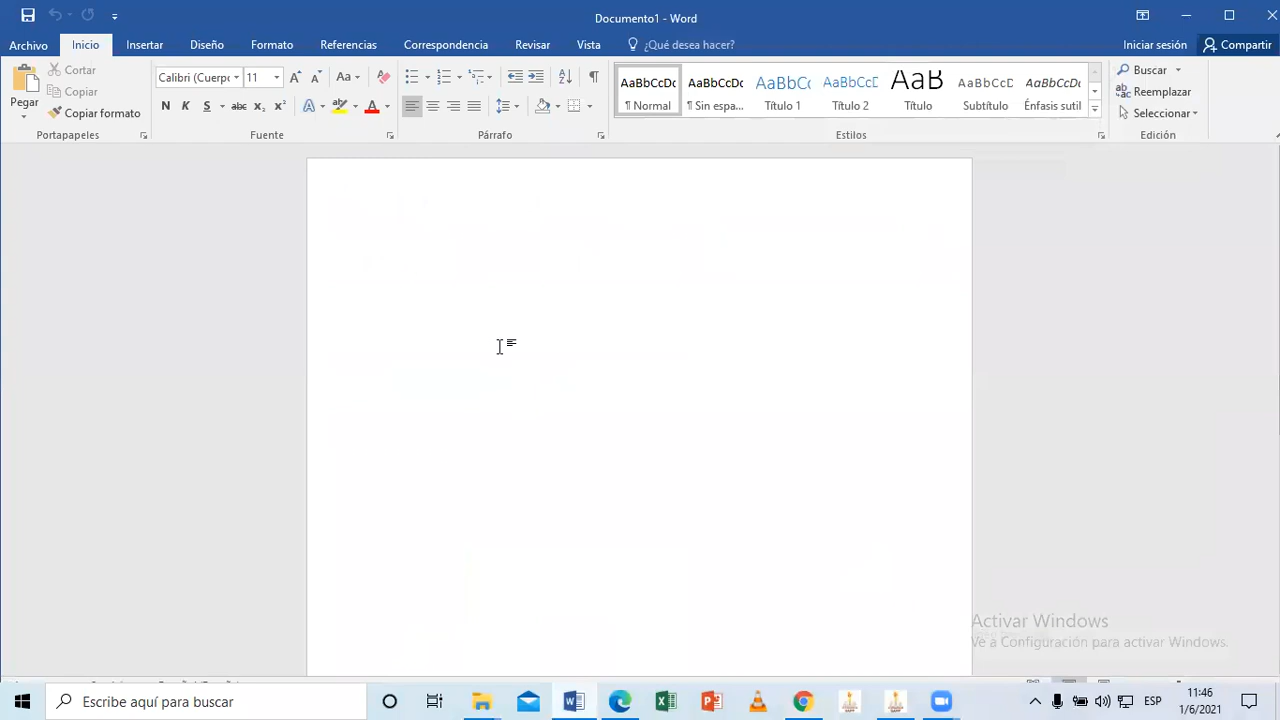 Documento1 - Word
Archivo Inicio Insertar Diseño Formato Referencias Correspondencia Revisar Vista ¿Qué desea hacer? Iniciar sesión Compartir
Pegar
Cortar
Copiar
Copiar formato
Portapapeles
Calibri (Cuerpo 11
Aa
N K S abc x₂ x²
Fuente
Párrafo
AaBbCcDc AaBbCcDc AaBbCc AaBbCcD AaB AaBbCcD AaBbCcDc
¶ Normal ¶ Sin espa... Título 1 Título 2 Título Subtítulo Énfasis sutil
Estilos
Buscar
Reemplazar
Seleccionar
Edición
Activar Windows
Ve a Configuración para activar Windows.
Escribe aquí para buscar
ESP
11:46
1/6/2021